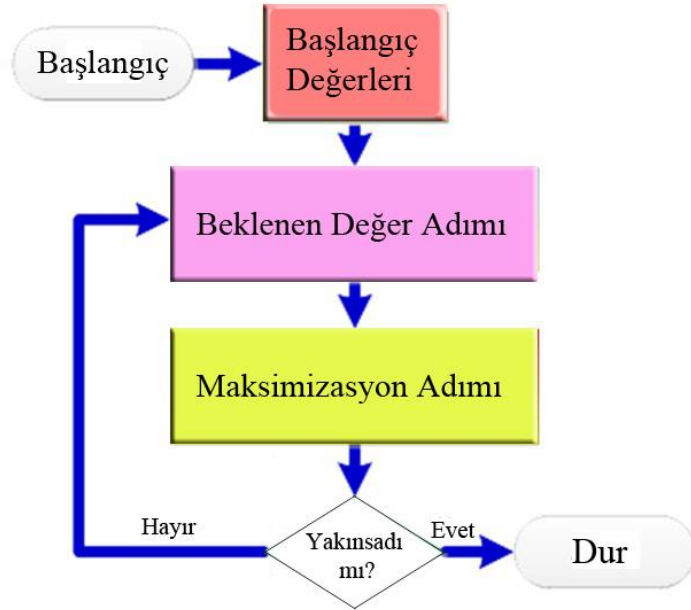 Başlangıç
Başlangıç
Değerleri
Beklenen Değer Adımı
Maksimizasyon Adımı
Hayır
Yakınsadı
mı?
Evet
Dur